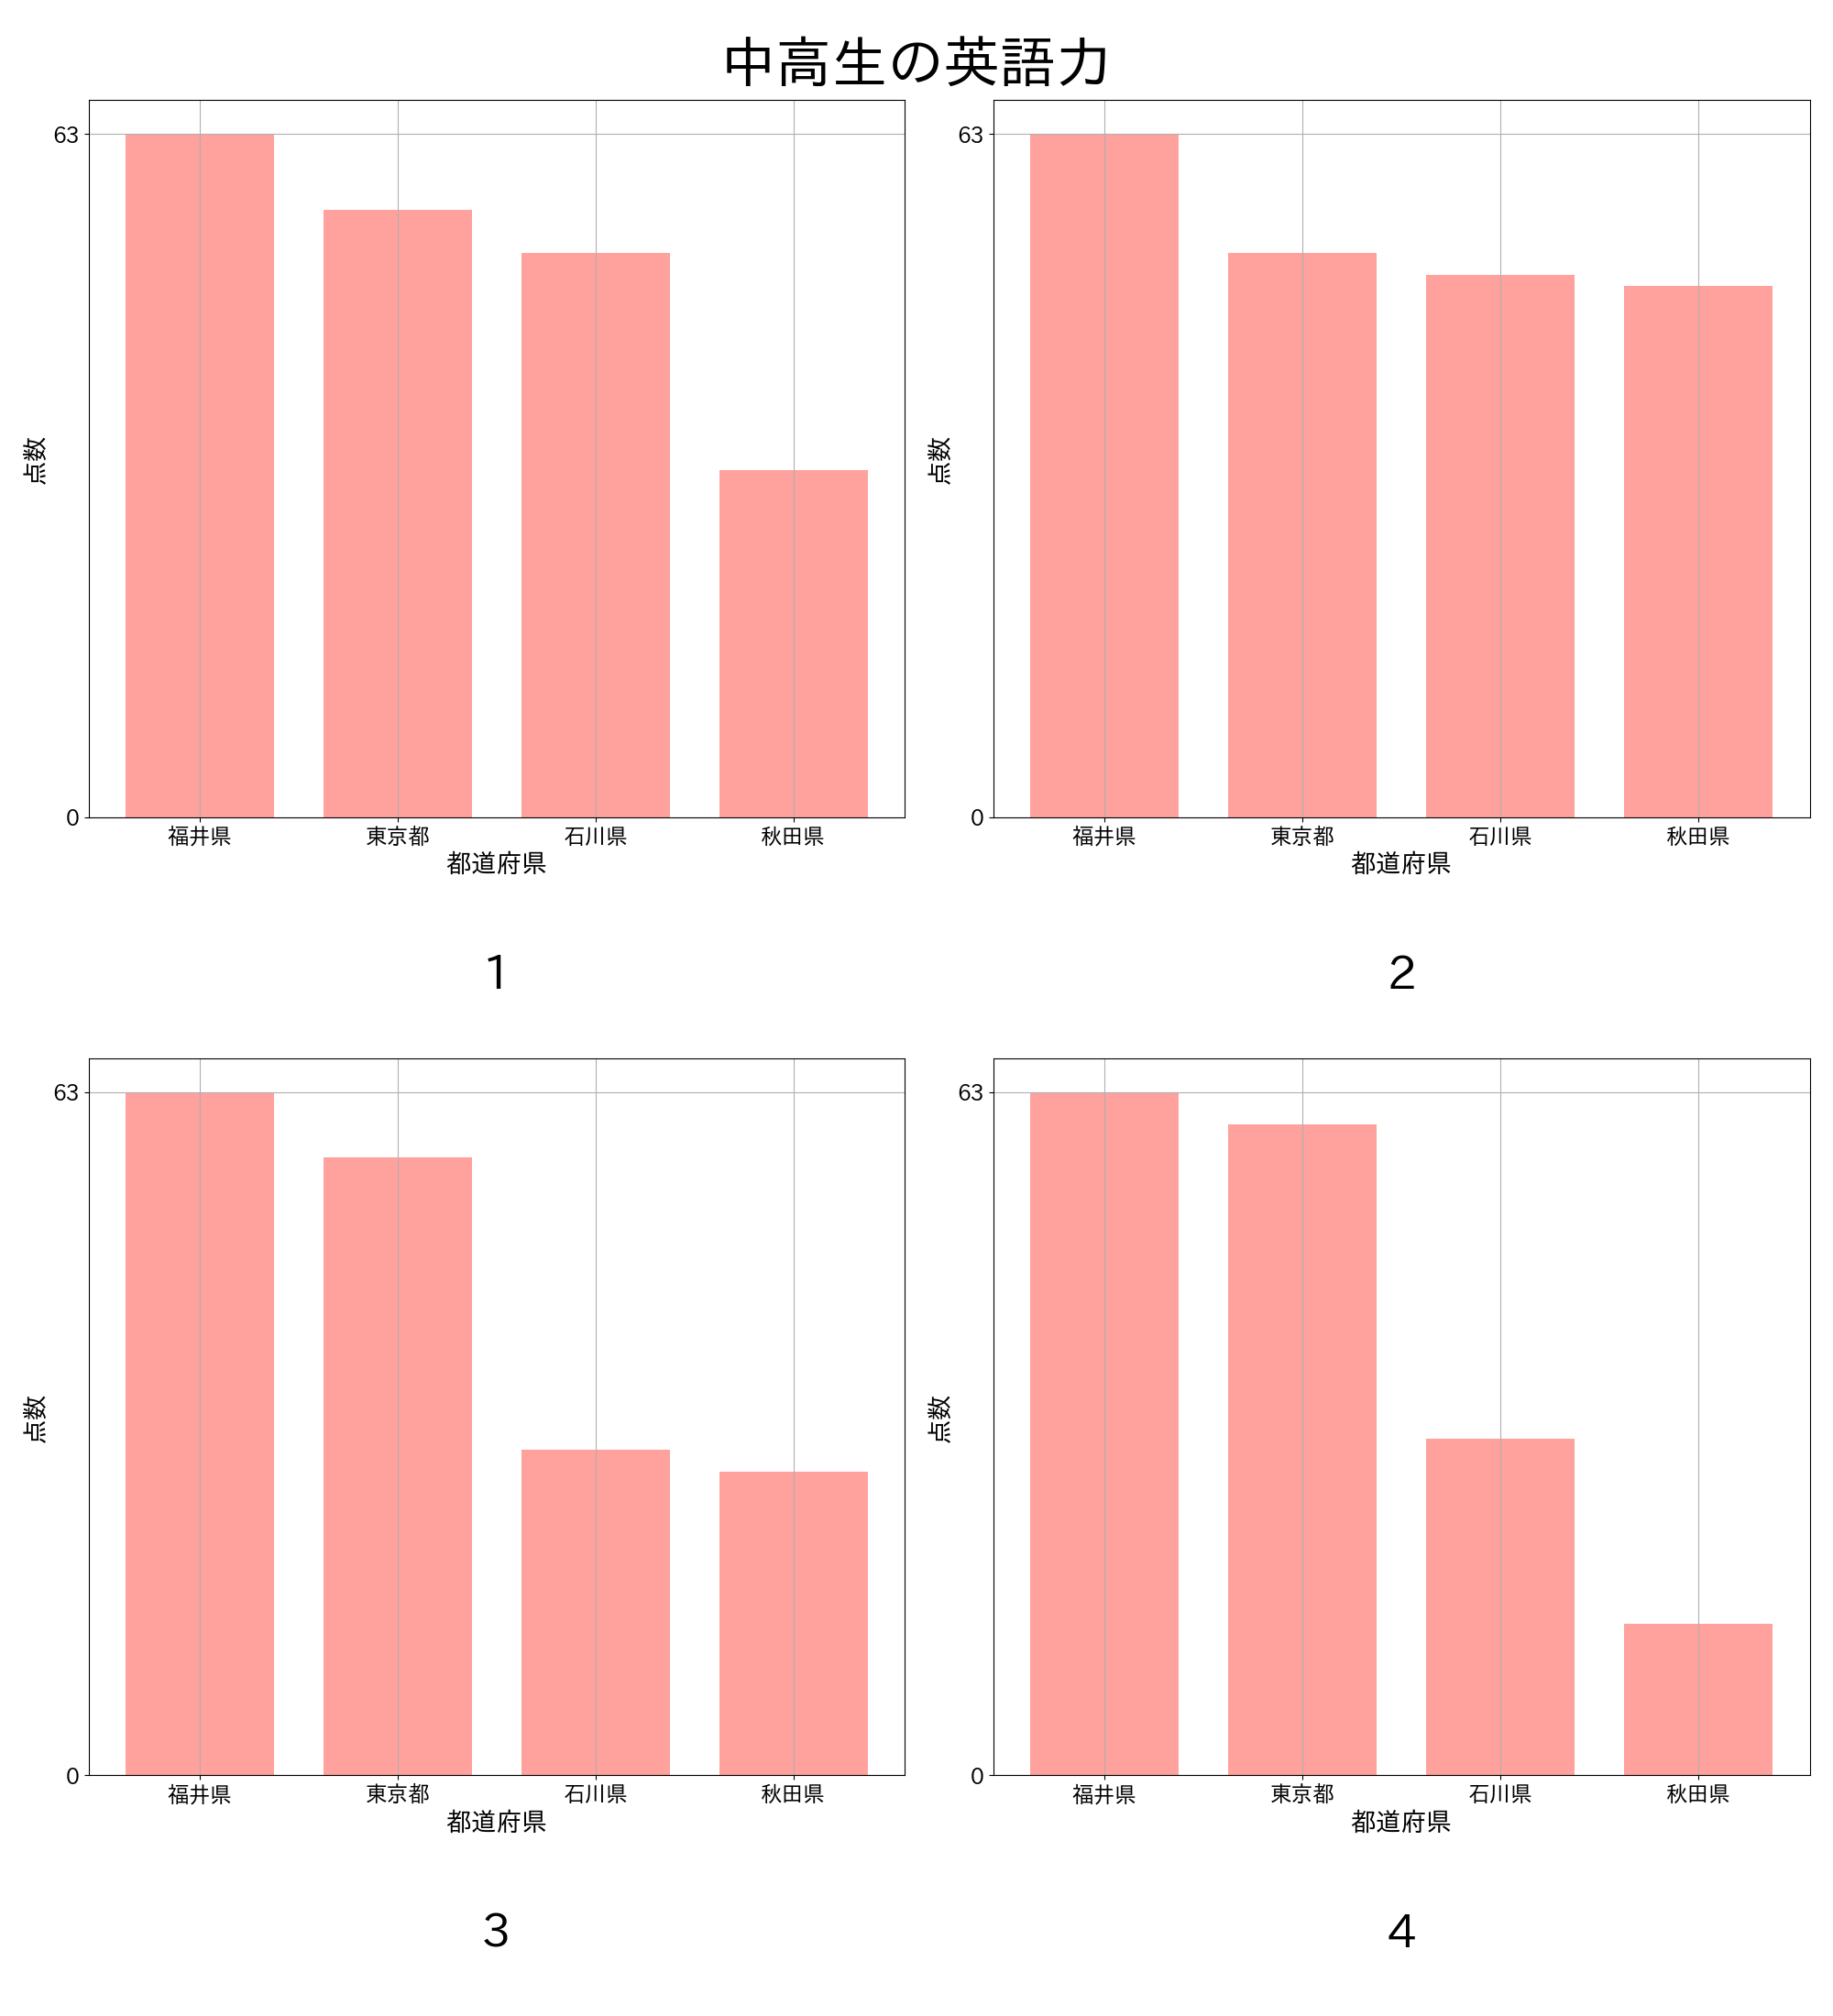 中高生の英語力
63
点数
0
福井県 東京都 石川県 秋田県
都道府県
1
63
点数
0
福井県 東京都 石川県 秋田県
都道府県
2
63
点数
0
福井県 東京都 石川県 秋田県
都道府県
3
63
点数
0
福井県 東京都 石川県 秋田県
都道府県
4